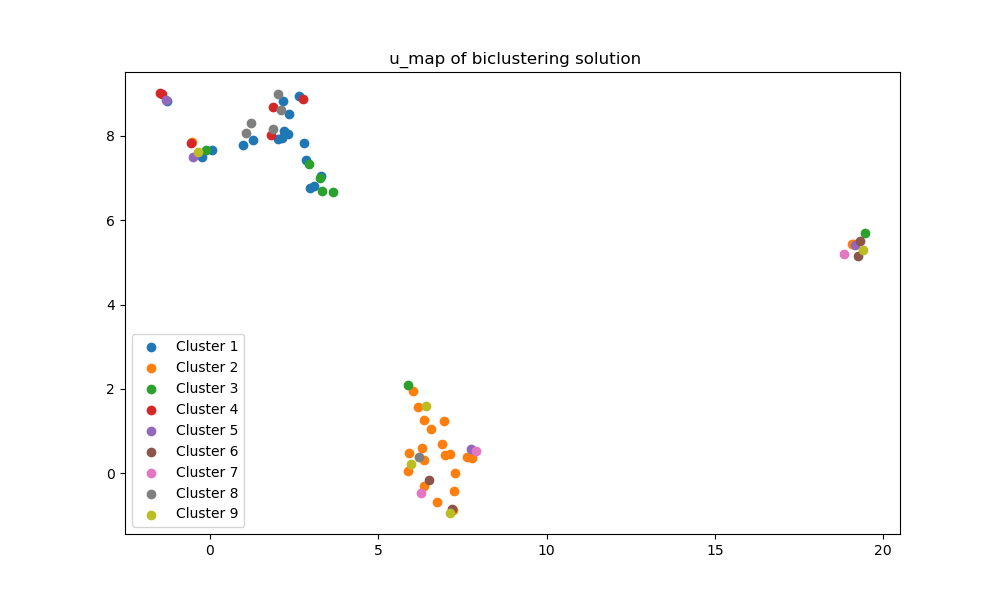 u_map of biclustering solution
8
6
4
2
0
Cluster 1
Cluster 2
Cluster 3
Cluster 4
Cluster 5
Cluster 6
Cluster 7
Cluster 8
Cluster 9
0 5 10 15 20